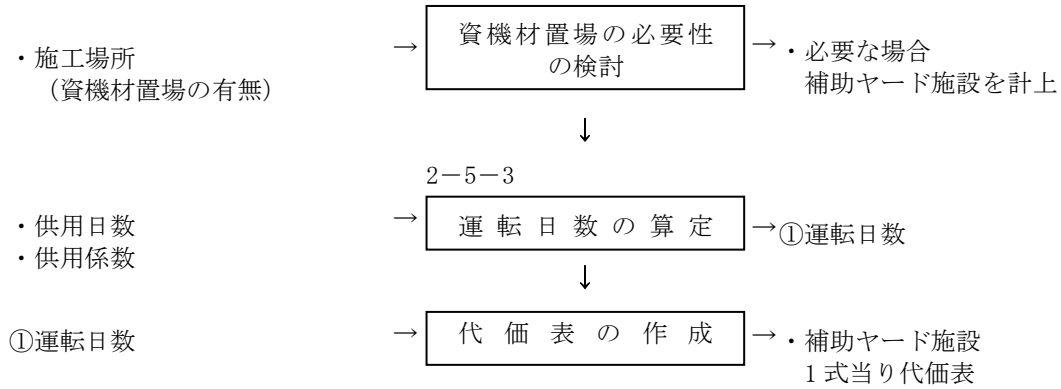 ・施工場所
(資機材置場の有無)
→
資機材置場の必要性
の検討
→
・必要な場合
補助ヤード施設を計上
↓
2-5-3
・供用日数
・供用係数
→
運転日数の算定
→
①運転日数
↓
①運転日数
→
代価表の作成
→
・補助ヤード施設
1式当り代価表